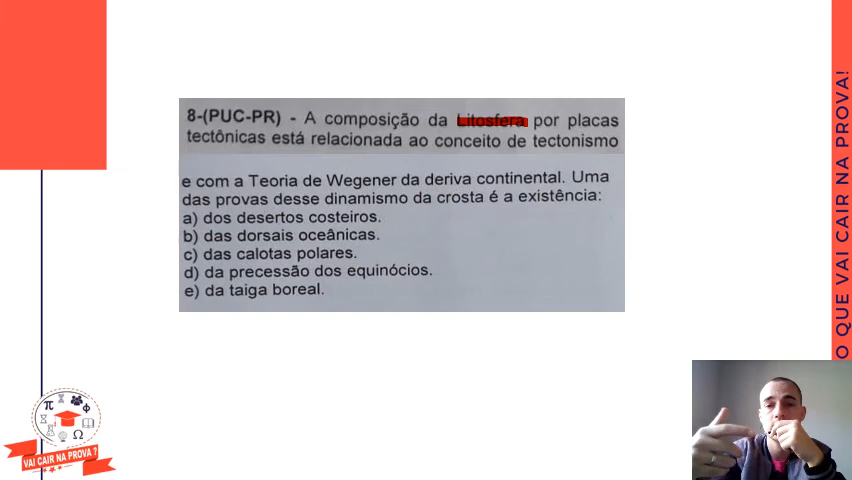 8-(PUC-PR) - A composição da Litosfera por placas
tectônicas está relacionada ao conceito de tectonismo
e com a Teoria de Wegener da deriva continental. Uma
das provas desse dinamismo da crosta é a existência:
a) dos desertos costeiros.
b) das dorsais oceânicas.
c) das calotas polares.
d) da precessão dos equinócios.
e) da taiga boreal.
O QUE VAI CAIR NA PROVA!
π
Φ
Ω
VAI CAIR NA PROVA ?